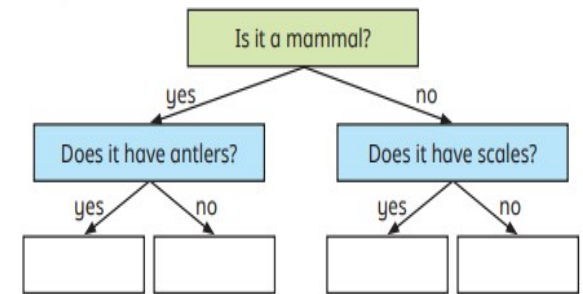 Is it a mammal?
yes
no
Does it have antlers?
Does it have scales?
yes
no
yes
no